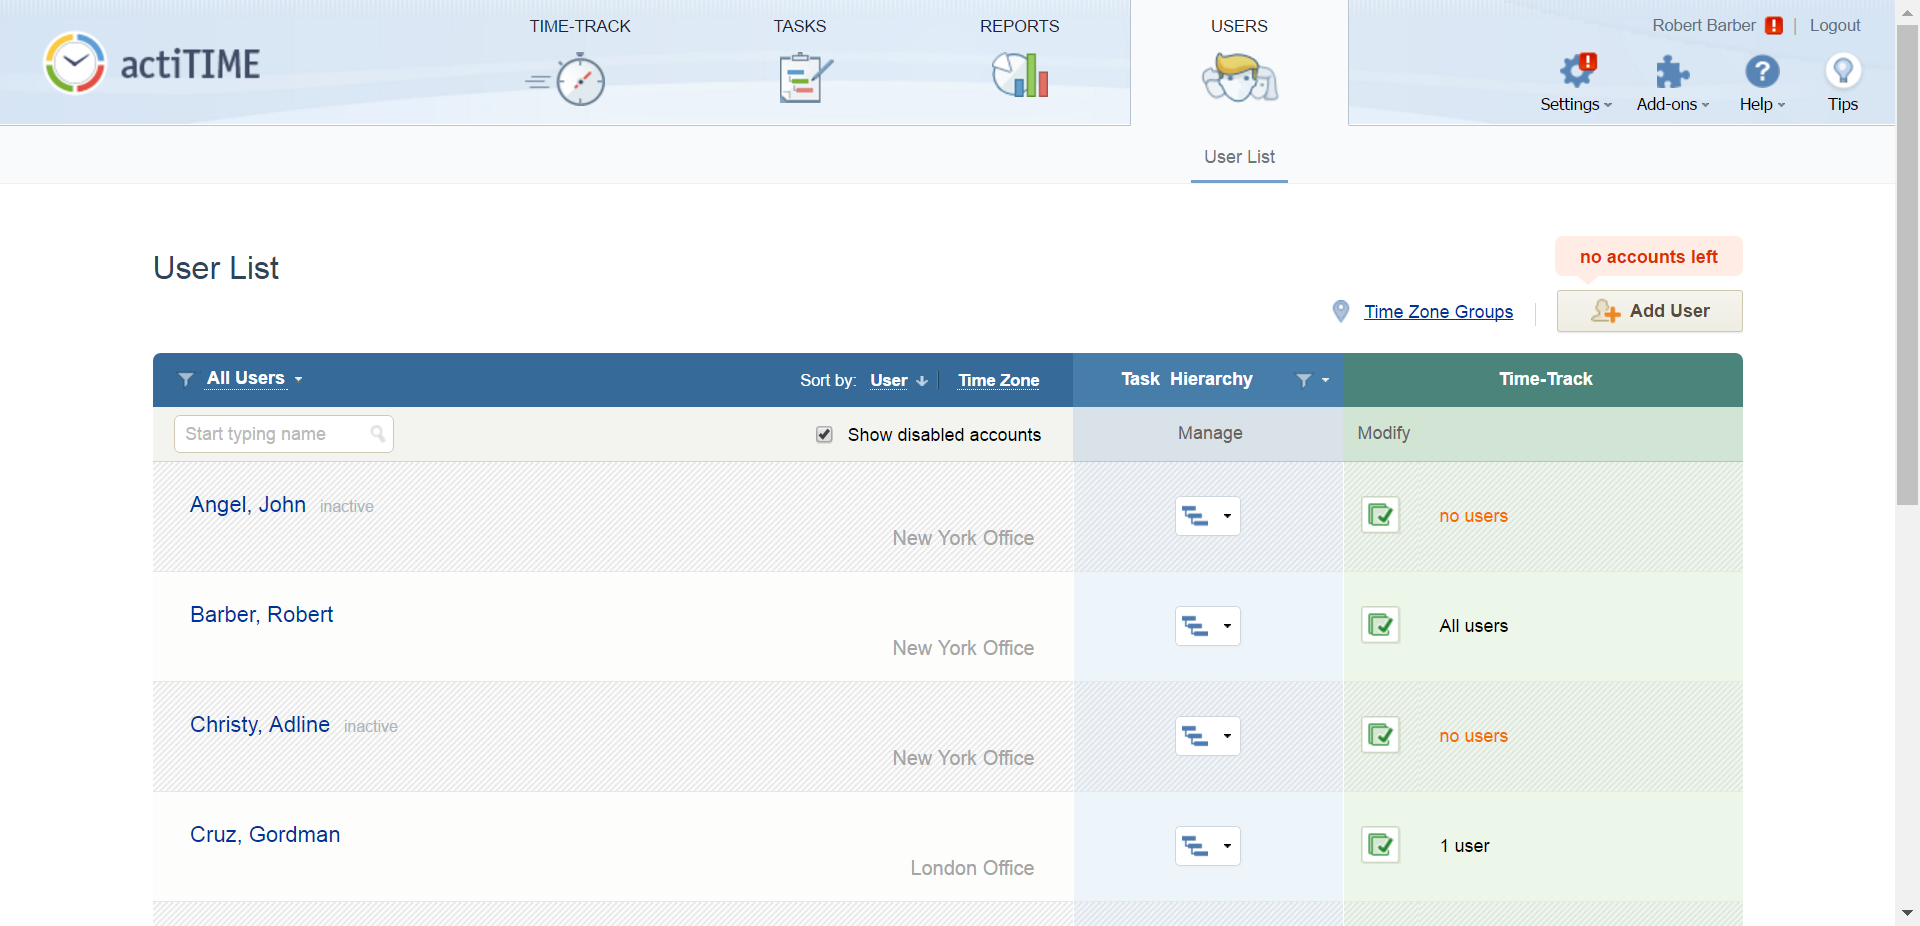 actiTIME
TIME-TRACK
TASKS
REPORTS
USERS
Robert Barber ! | Logout
Settings
Add-ons
Help
Tips
User List
User List
no accounts left
Time Zone Groups
Add User
All Users
Sort by: User
Time Zone
Task Hierarchy
Time-Track
Start typing name
Show disabled accounts
Manage
Modify
Angel, John inactive
New York Office
no users
Barber, Robert
New York Office
All users
Christy, Adline inactive
New York Office
no users
Cruz, Gordman
London Office
1 user